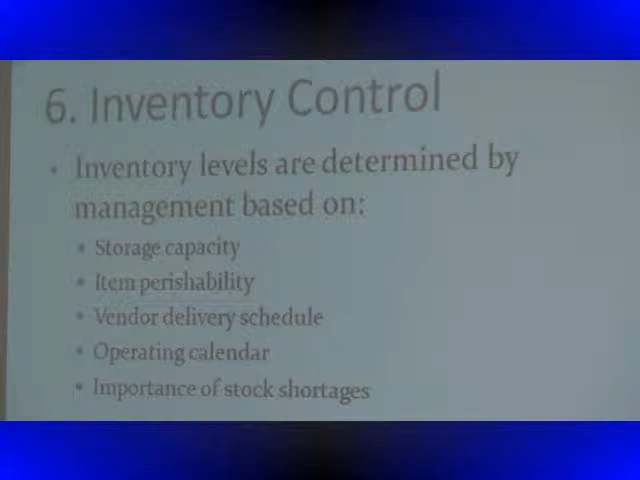 6. Inventory Control
• Inventory levels are determined by
management based on:
• Storage capacity
• Item perishability
• Vendor delivery schedule
• Operating calendar
• Importance of stock shortages